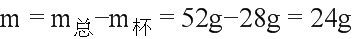 m = m总−m杯 = 52g−28g = 24g